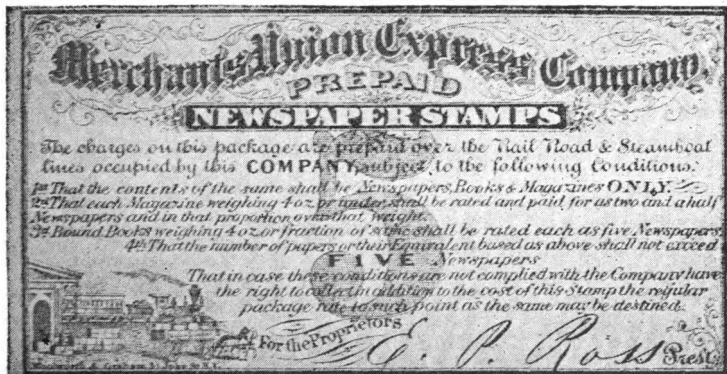 Merchants Union Express Company,
PREPAID
NEWSPAPER STAMPS
The charges on this package are prepaid over the Rail Road & Steamboat
lines occupied by this COMPANY, subject to the following Conditions:
1st That the contents of the same shall be Newspapers, Books & Magazines ONLY.
2nd That each Magazine weighing 4 oz. or under shall be rated and paid for as two and a half
Newspapers and in that proportion over that weight.
3d Bound Books weighing 4 oz. or fraction of same shall be rated each as five Newspapers
4th That the number of papers or their Equivalent based as above shall not exceed
FIVE Newspapers
That in case these conditions are not complied with the Company have
the right to collect in addition to the cost of this Stamp the regular
package rate to such point as the same may be destined.
For the Proprietors
E. P. Ross Prest.